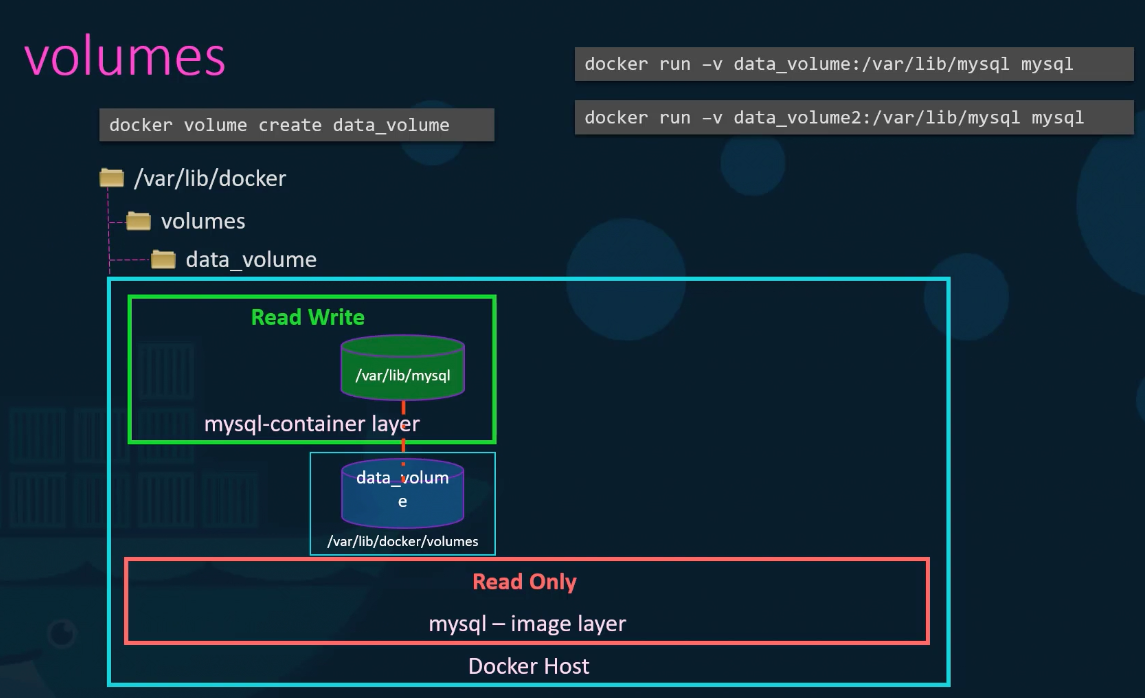 volumes
docker volume create data_volume
docker run –v data_volume:/var/lib/mysql mysql
docker run –v data_volume2:/var/lib/mysql mysql
/var/lib/docker
volumes
data_volume
Read Write
/var/lib/mysql
mysql-container layer
data_volum
e
/var/lib/docker/volumes
Read Only
mysql – image layer
Docker Host